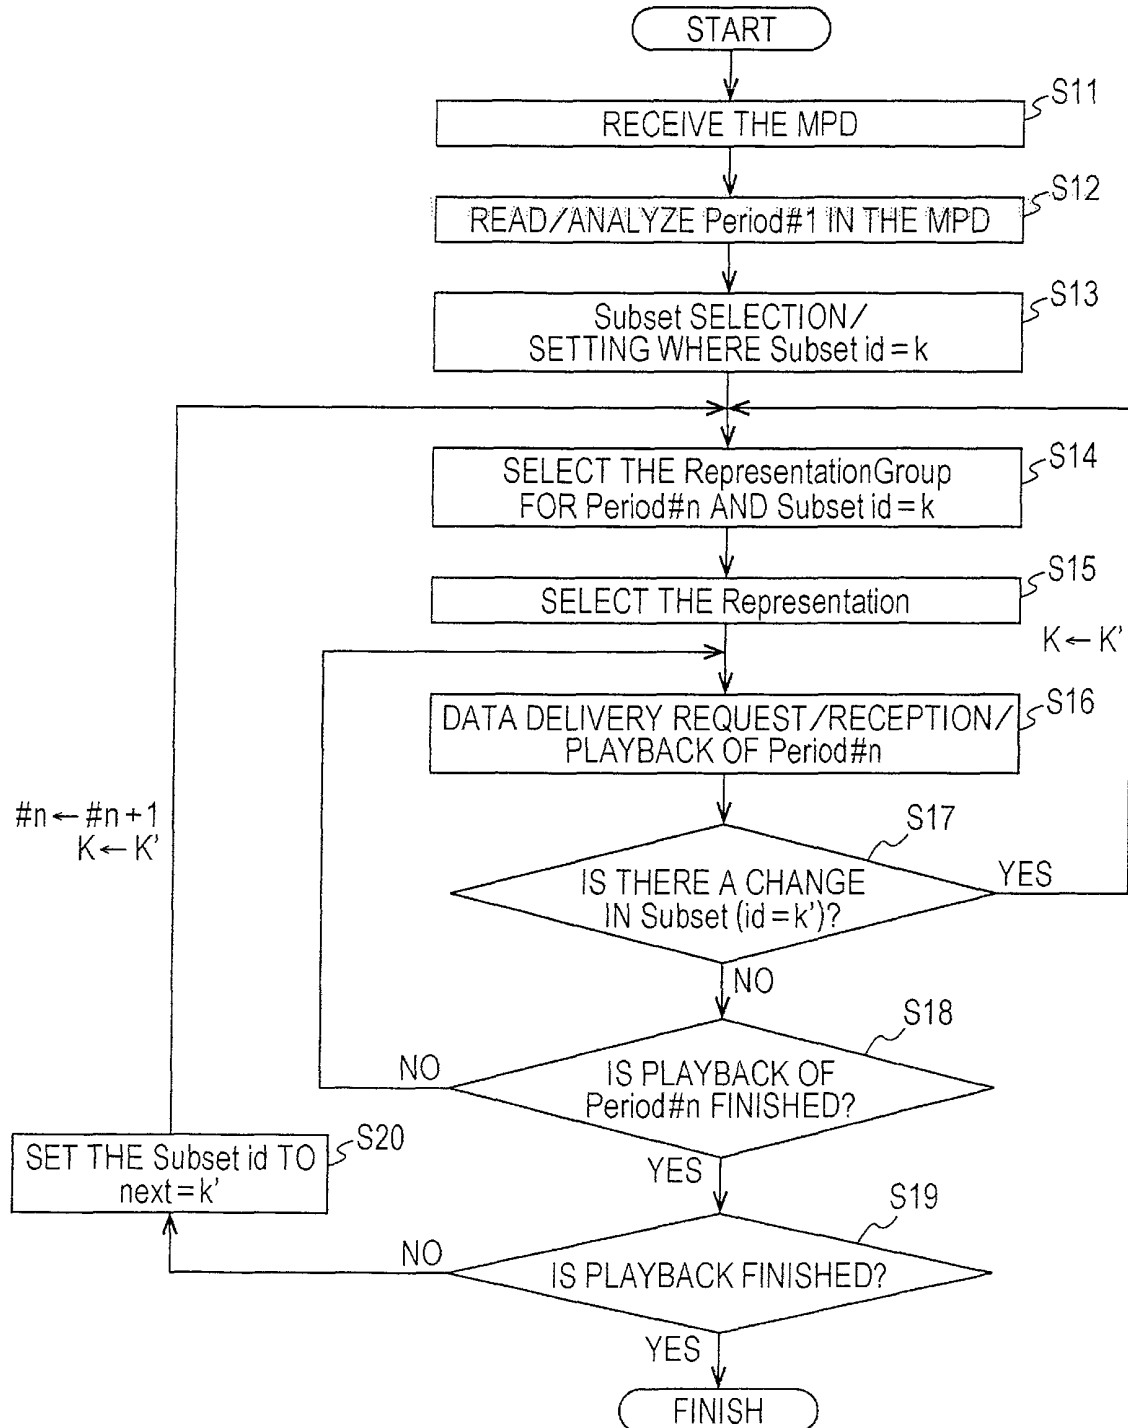 START
S11
RECEIVE THE MPD
S12
READ/ANALYZE Period#1 IN THE MPD
S13
Subset SELECTION/
SETTING WHERE Subset id = k
S14
SELECT THE RepresentationGroup
FOR Period#n AND Subset id = k
S15
SELECT THE Representation
K ← K'
S16
DATA DELIVERY REQUEST/RECEPTION/
PLAYBACK OF Period#n
#n ← #n + 1
K ← K'
S17
IS THERE A CHANGE
IN Subset (id = k')?
YES
NO
S18
IS PLAYBACK OF
Period#n FINISHED?
NO
YES
S20
SET THE Subset id TO
next = k'
S19
IS PLAYBACK FINISHED?
NO
YES
FINISH